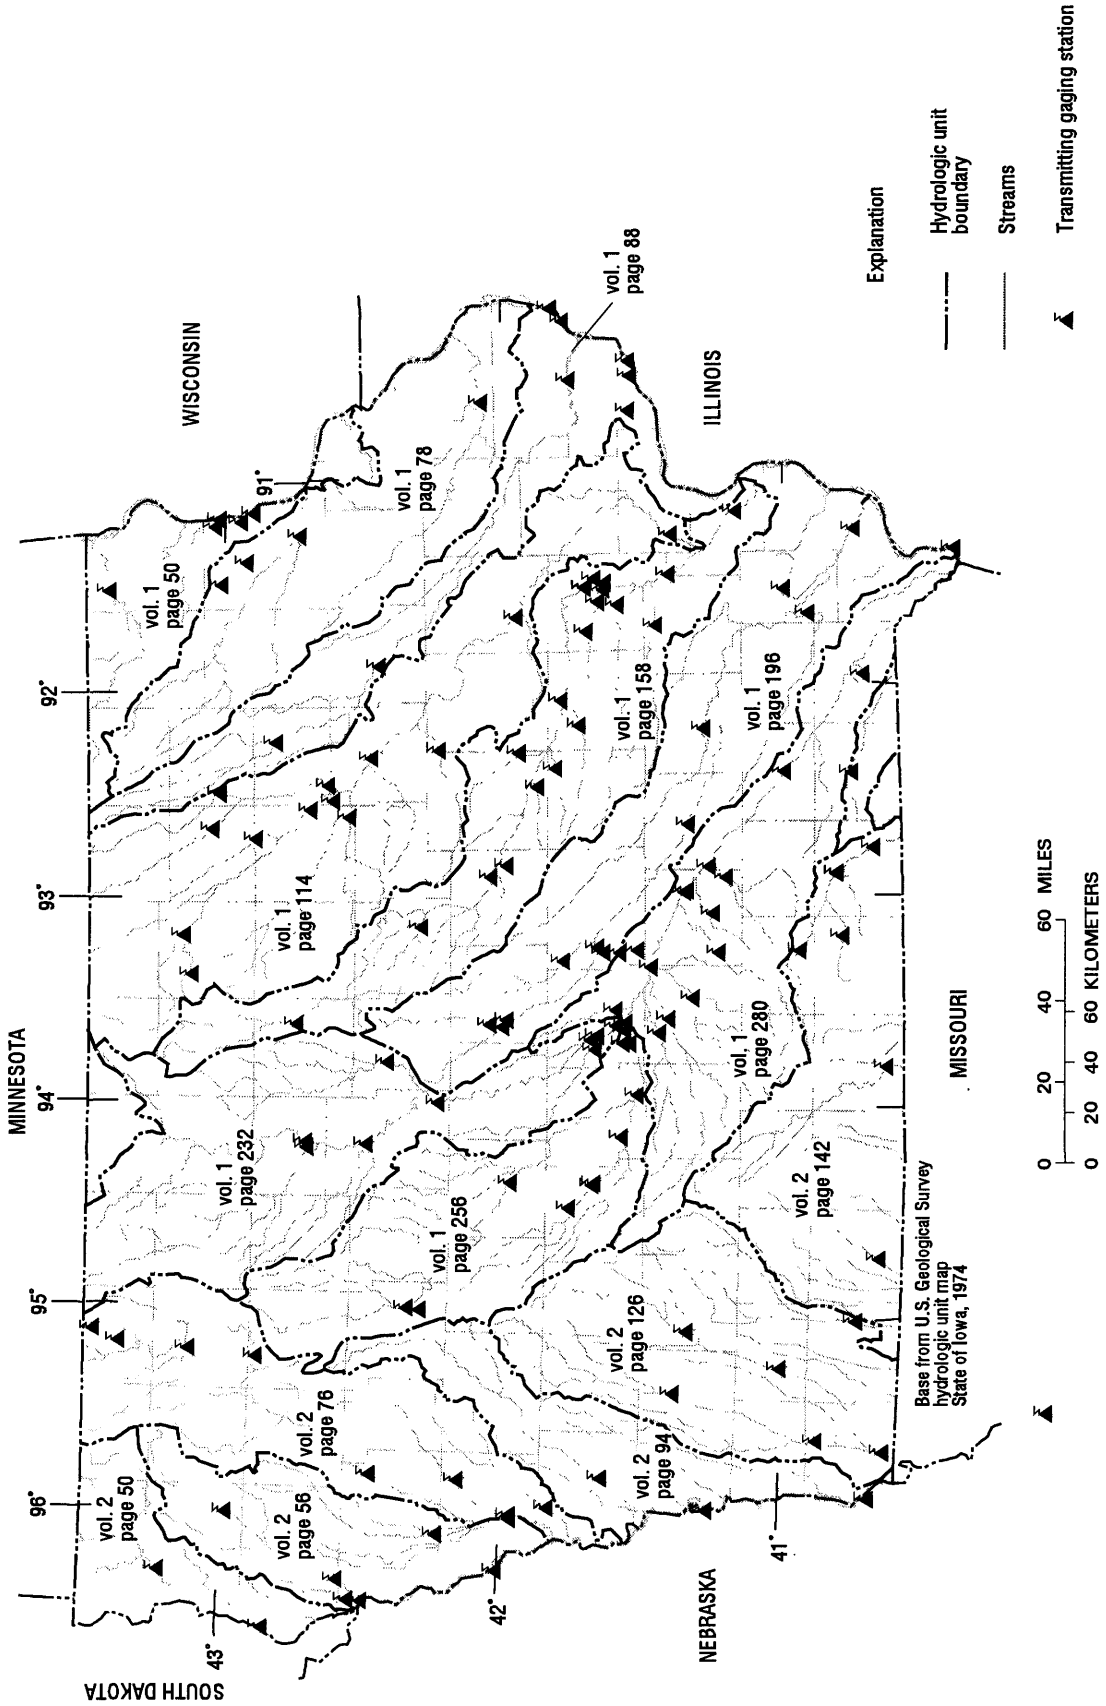 MINNESOTA
SOUTH DAKOTA
WISCONSIN
NEBRASKA
ILLINOIS
MISSOURI
96°
95°
94°
93°
92°
91°
43°
42°
41°
vol. 2
page 50
vol. 2
page 56
vol. 2
page 76
vol. 1
page 232
vol. 1
page 114
vol. 1
page 50
vol. 1
page 78
vol. 1
page 256
vol. 1
page 88
vol. 2
page 94
vol. 2
page 126
vol. 1
page 158
vol. 1
page 280
vol. 1
page 196
vol. 2
page 142
Base from U.S. Geological Survey
hydrologic unit map
State of Iowa, 1974
0 20 40 60 MILES
0 20 40 60 KILOMETERS
Explanation
Hydrologic unit
boundary
Streams
Transmitting gaging station